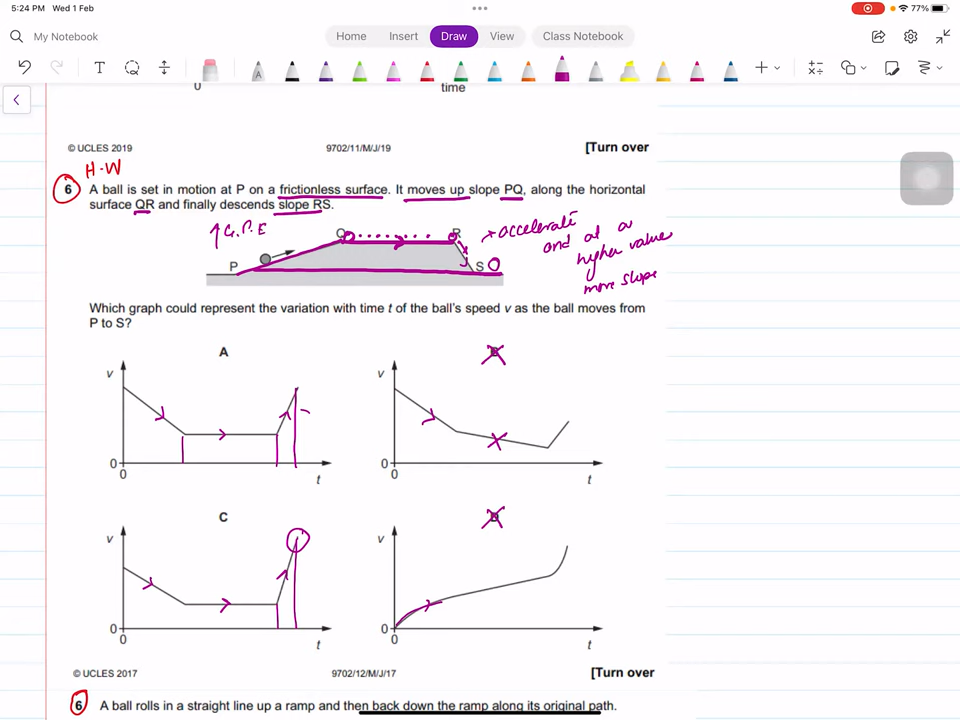 5:24 PM Wed 1 Feb
77%
My Notebook
Home Insert Draw View Class Notebook
0
time
© UCLES 2019 9702/11/M/J/19 [Turn over
H.W
6 A ball is set in motion at P on a frictionless surface. It moves up slope PQ, along the horizontal
surface QR and finally descends slope RS.
↑G.P.E
Q R
P S
accelerate
and at a
higher value
more slope
Which graph could represent the variation with time t of the ball's speed v as the ball moves from
P to S?
A
v v
0 0
0 t 0 t
C D
v v
0 0
0 t 0 t
© UCLES 2017 9702/12/M/J/17 [Turn over
6 A ball rolls in a straight line up a ramp and then back down the ramp along its original path.